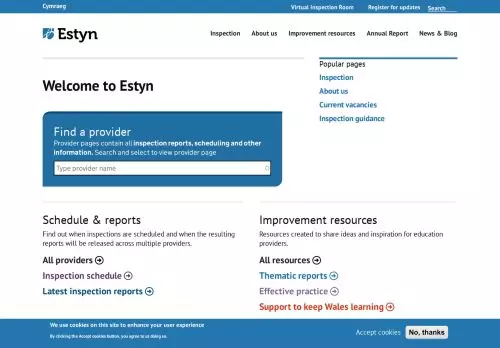 Cymraeg
Virtual Inspection Room
Register for updates
Search
Estyn
Inspection
About us
Improvement resources
Annual Report
News & Blog
Welcome to Estyn
Popular pages
Inspection
About us
Current vacancies
Inspection guidance
Find a provider
Provider pages contain all inspection reports, scheduling and other
information. Search and select to view provider page
Type provider name
Schedule & reports
Find out when inspections are scheduled and when the resulting
reports will be released across multiple providers.
All providers
Inspection schedule
Latest inspection reports
Improvement resources
Resources created to share ideas and inspiration for education
providers.
All resources
Thematic reports
Effective practice
Support to keep Wales learning
We use cookies on this site to enhance your user experience
By clicking the Accept cookies button, you agree to us doing so.
Accept cookies
No, thanks